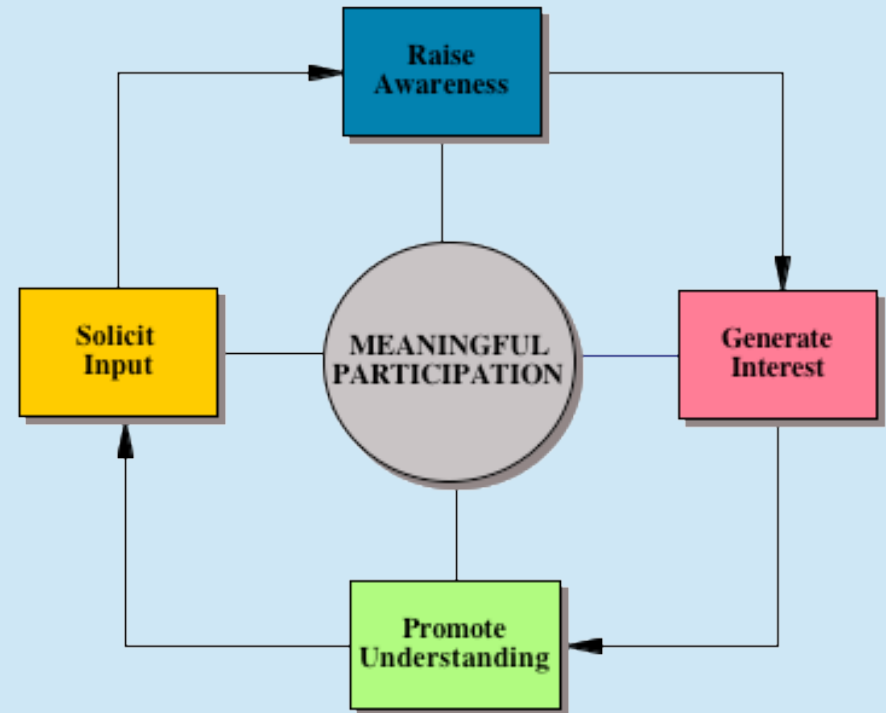 Raise
Awareness
Solicit
Input
MEANINGFUL
PARTICIPATION
Generate
Interest
Promote
Understanding